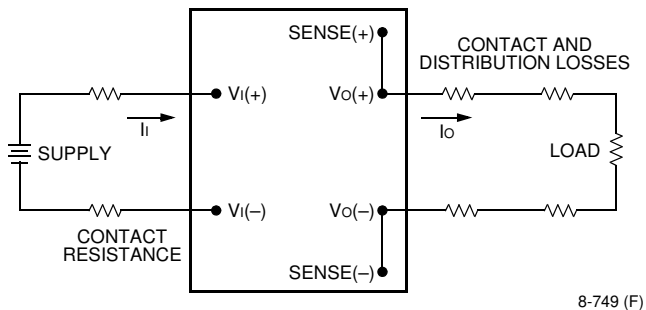 SENSE(+)
CONTACT AND
DISTRIBUTION LOSSES
VI(+)
VO(+)
II
IO
SUPPLY
LOAD
VI(–)
VO(–)
CONTACT
RESISTANCE
SENSE(–)
8-749 (F)